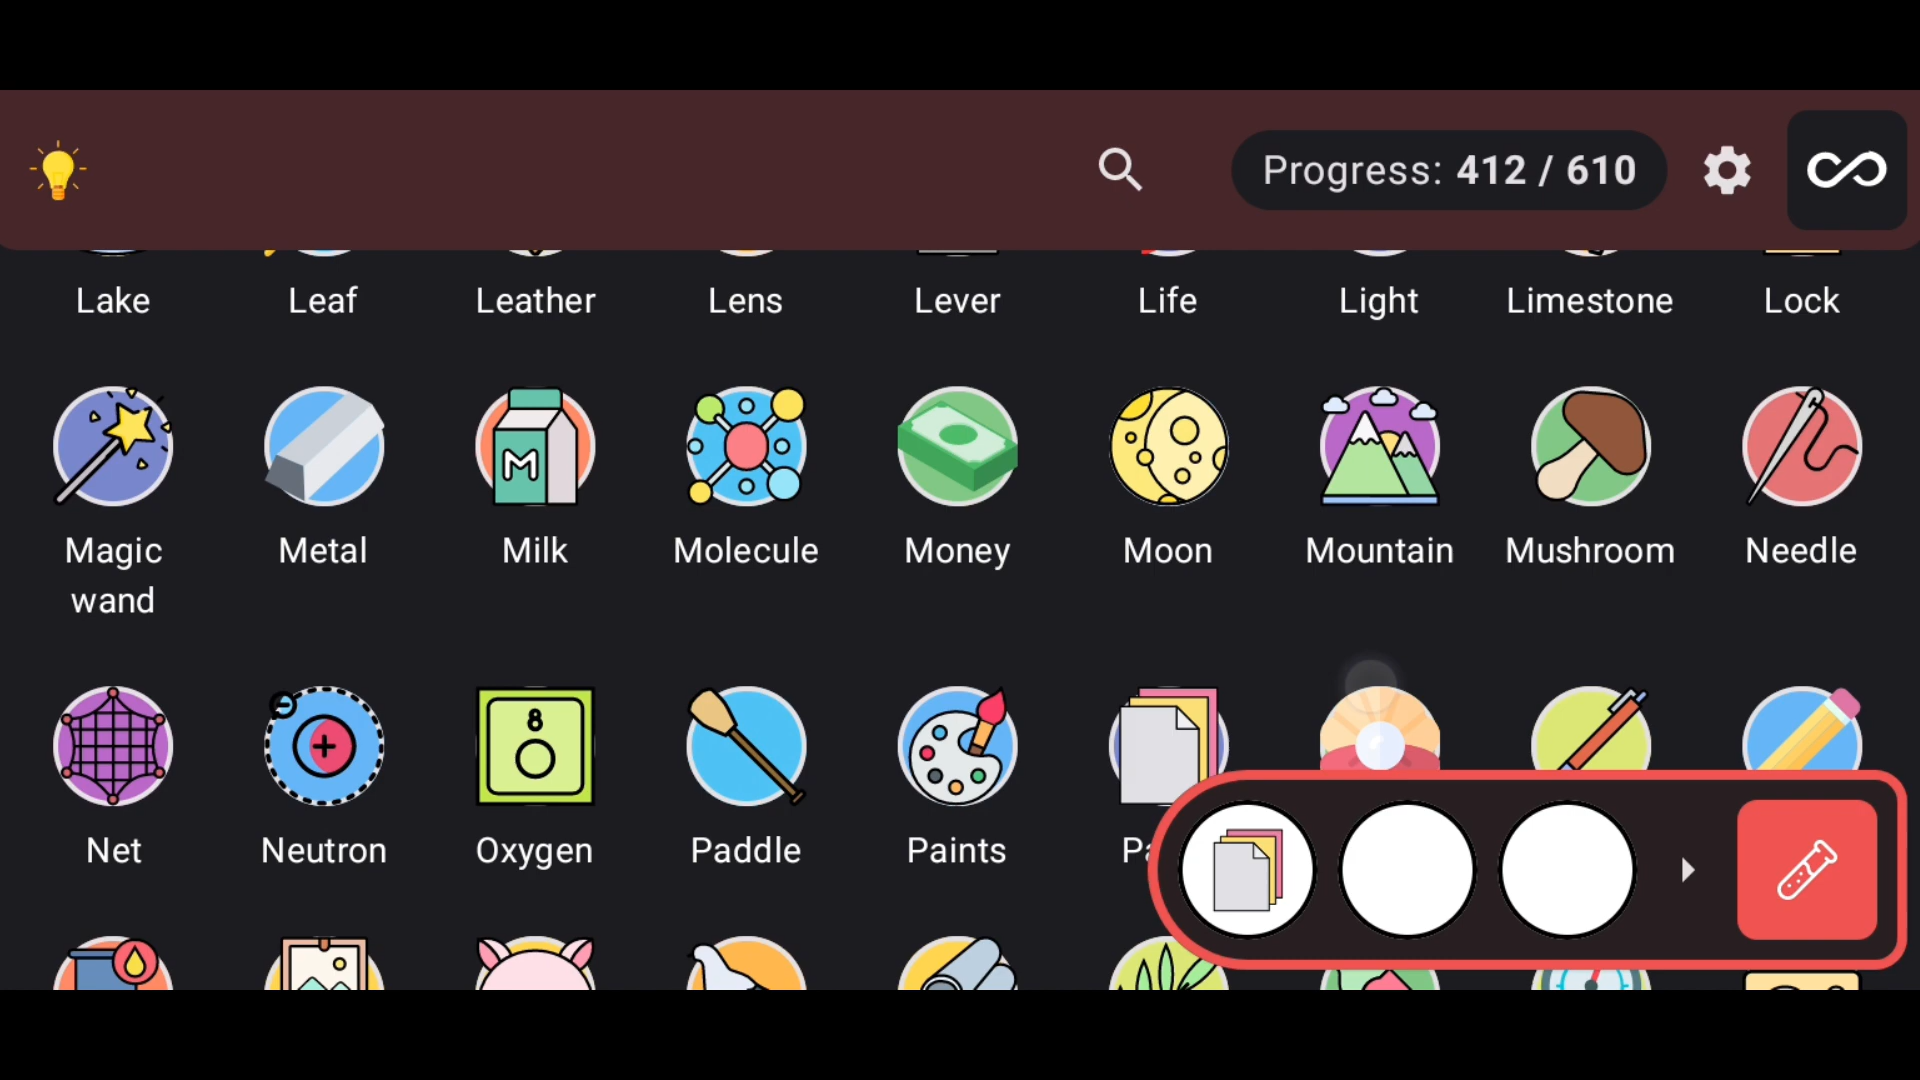 Progress: 412 / 610
Lake Leaf Leather Lens Lever Life Light Limestone Lock
M
Magic wand Metal Milk Molecule Money Moon Mountain Mushroom Needle
8
O
Net Neutron Oxygen Paddle Paints